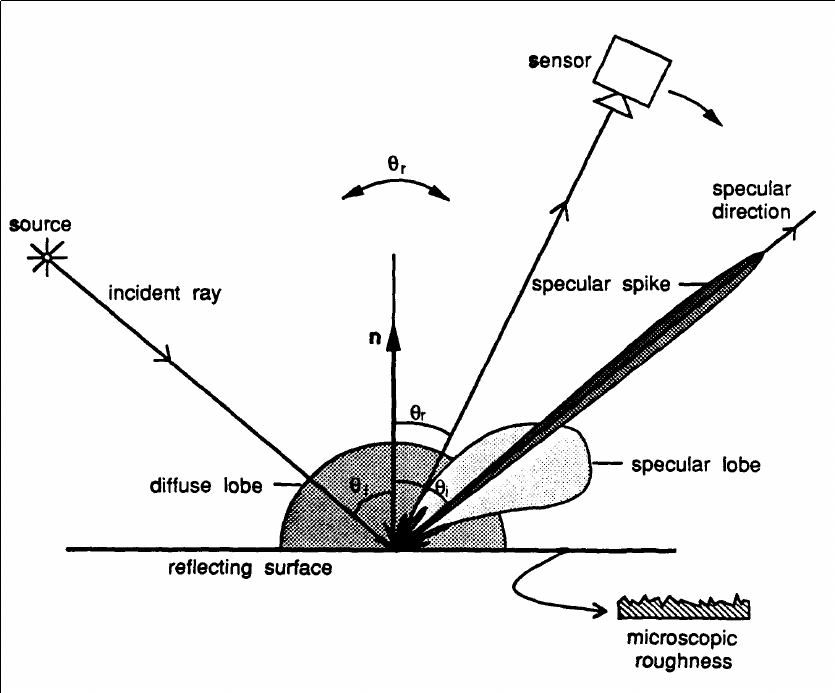 sensor
θr
specular
direction
source
incident ray
specular spike
n
θr
specular lobe
diffuse lobe
θi
θi
reflecting surface
microscopic
roughness